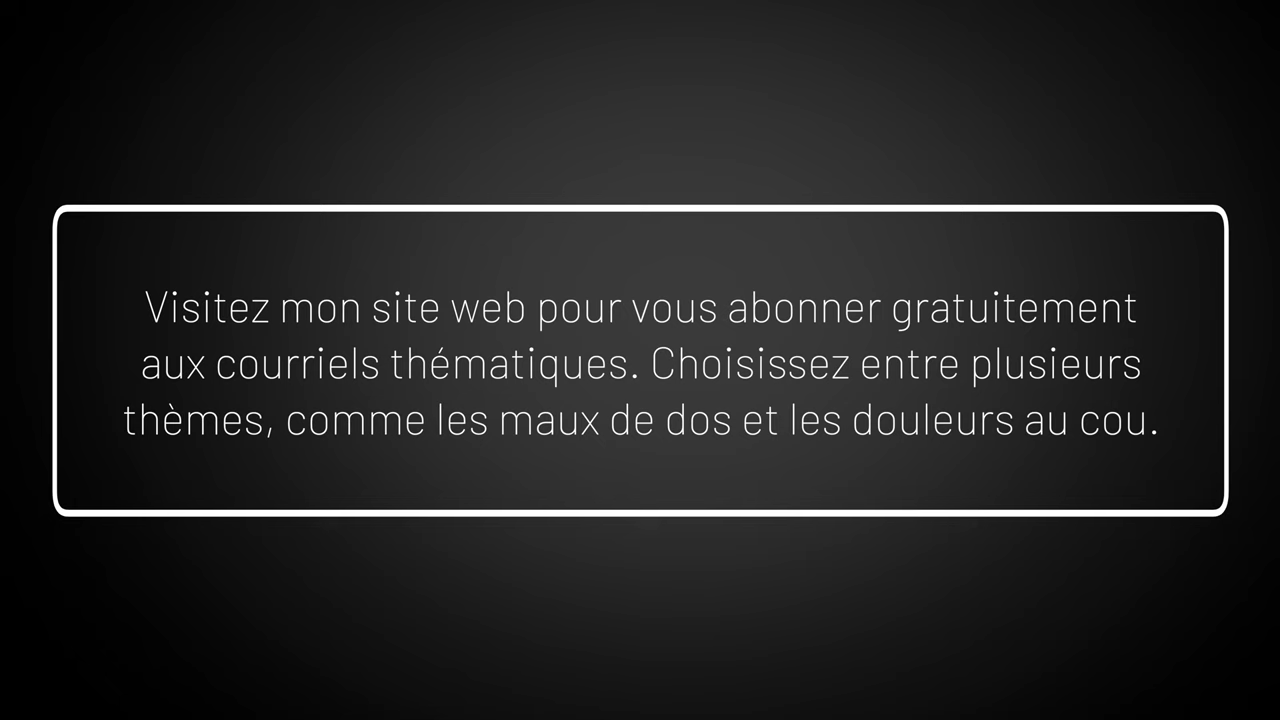 Visitez mon site web pour vous abonner gratuitement
aux courriels thématiques. Choisissez entre plusieurs
thèmes, comme les maux de dos et les douleurs au cou.